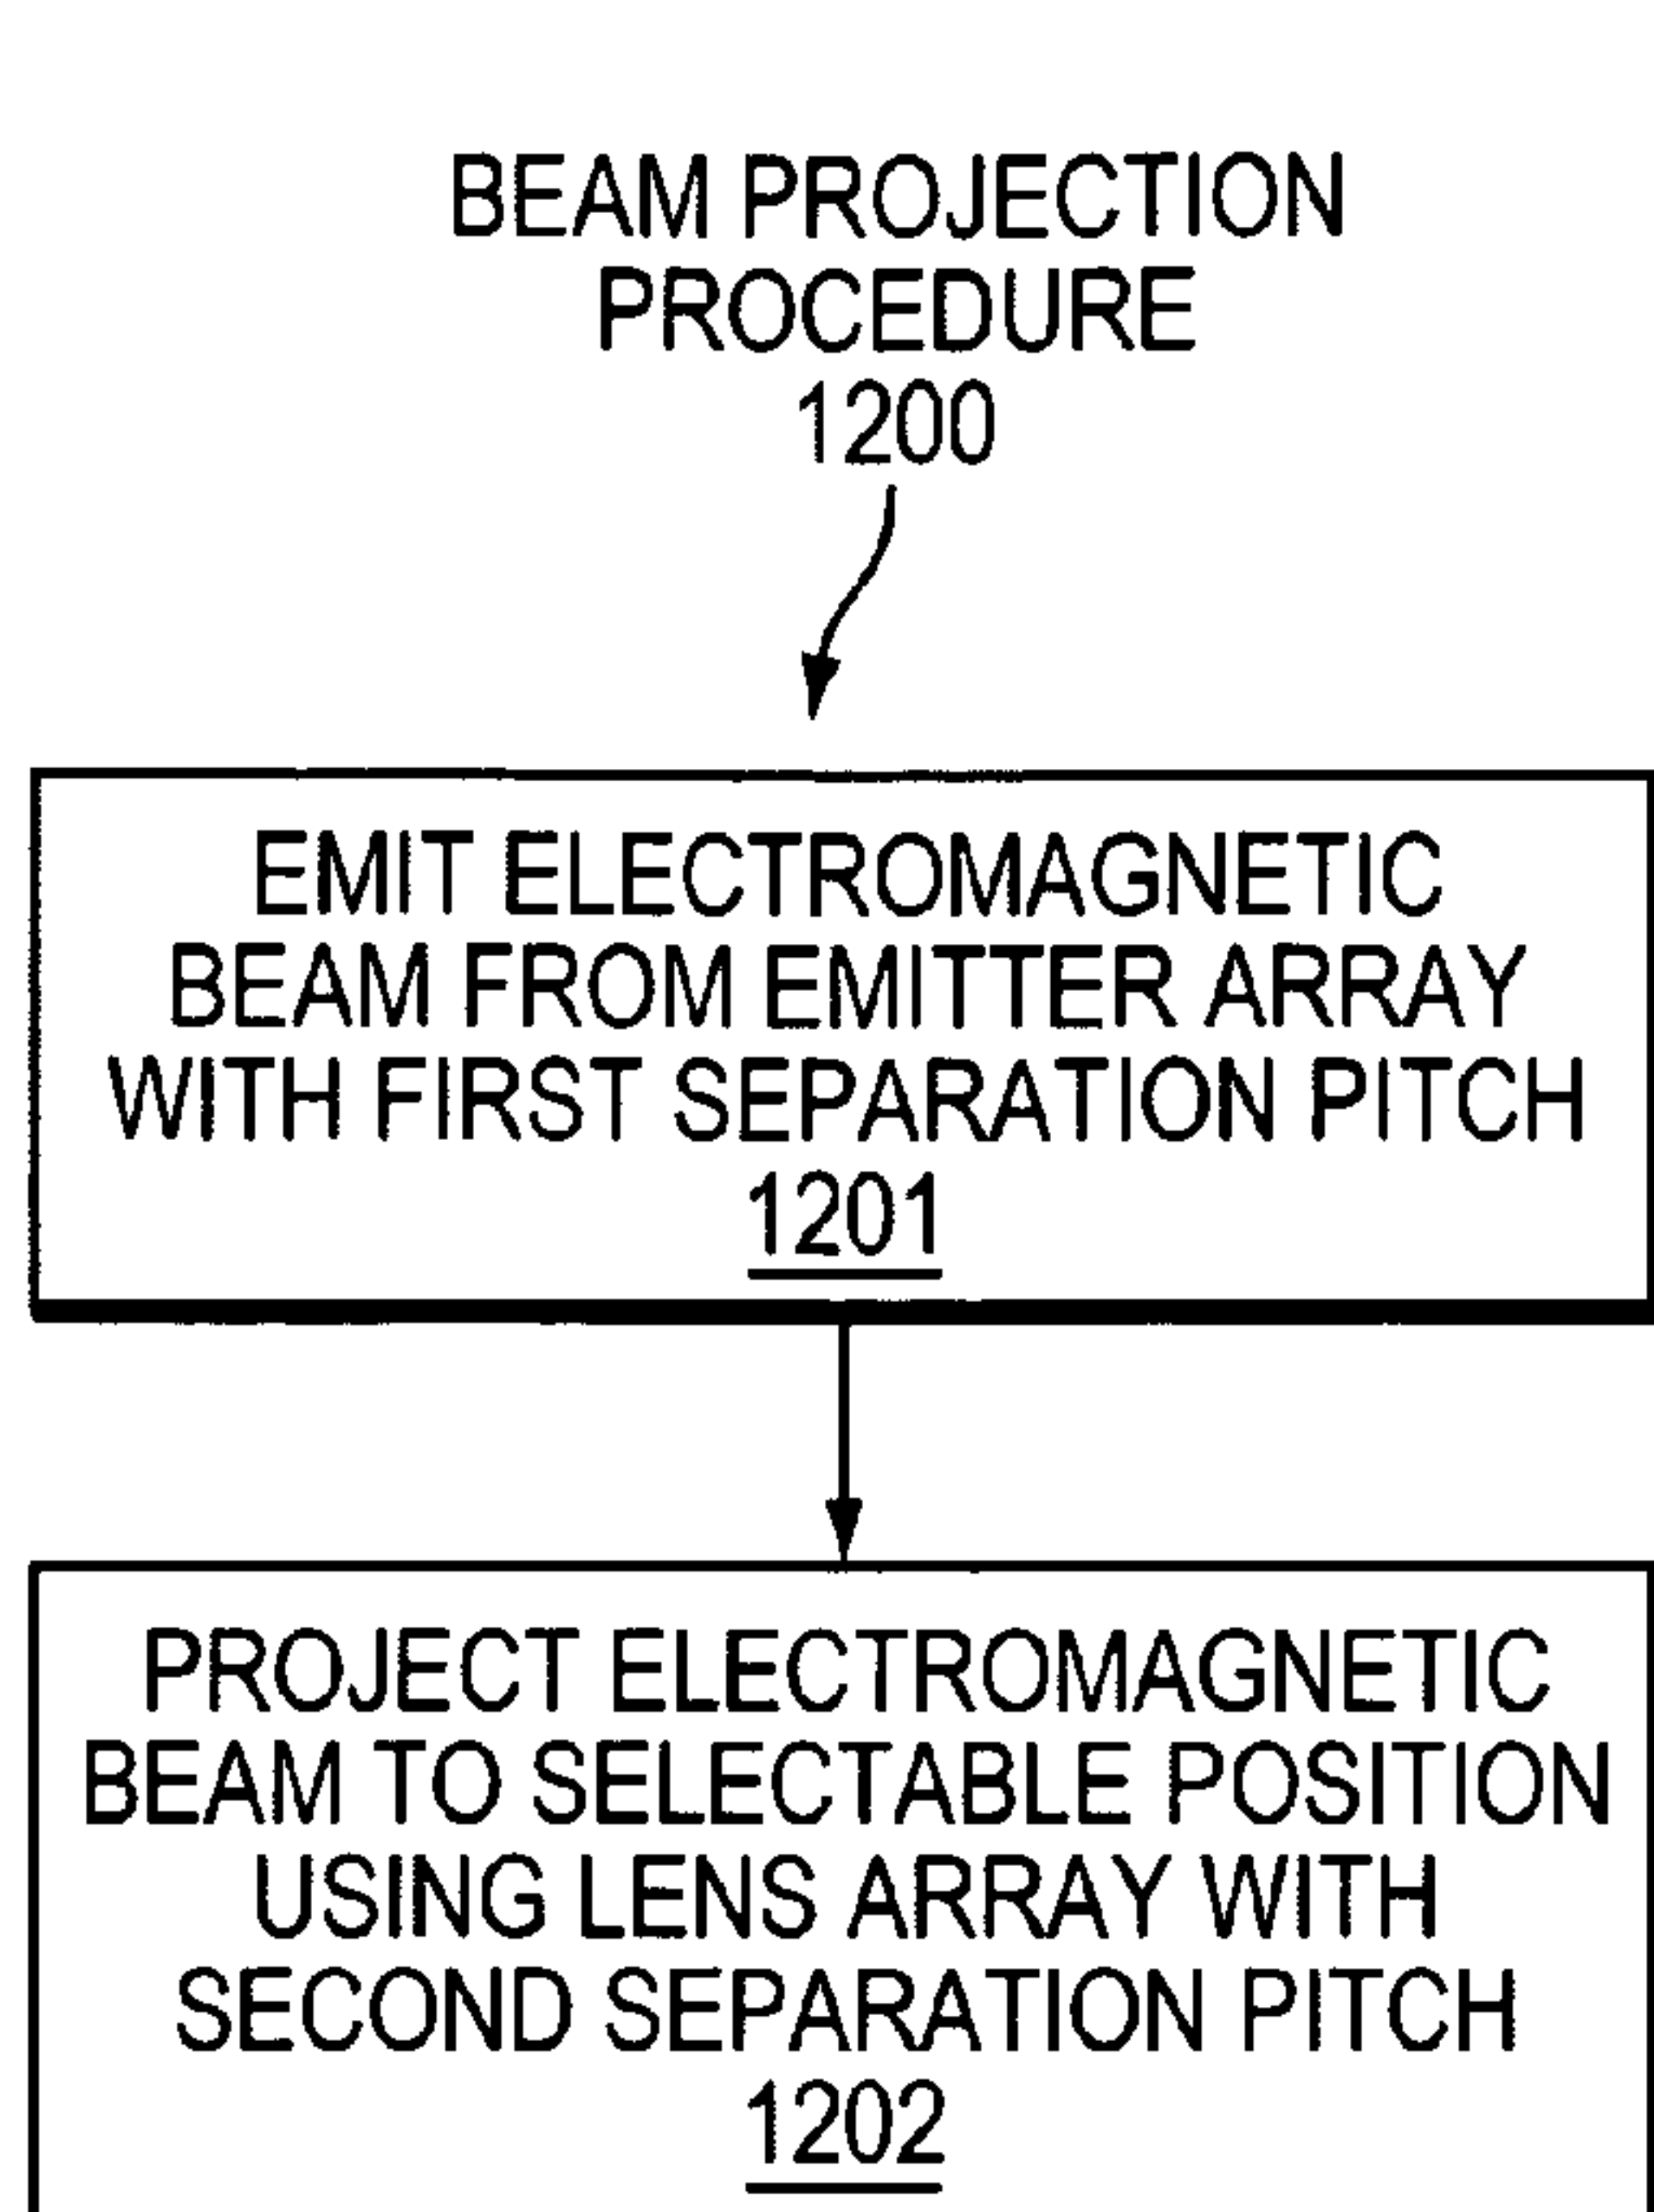 BEAM PROJECTION
PROCEDURE
1200
EMIT ELECTROMAGNETIC
BEAM FROM EMITTER ARRAY
WITH FIRST SEPARATION PITCH
1201
PROJECT ELECTROMAGNETIC
BEAM TO SELECTABLE POSITION
USING LENS ARRAY WITH
SECOND SEPARATION PITCH
1202